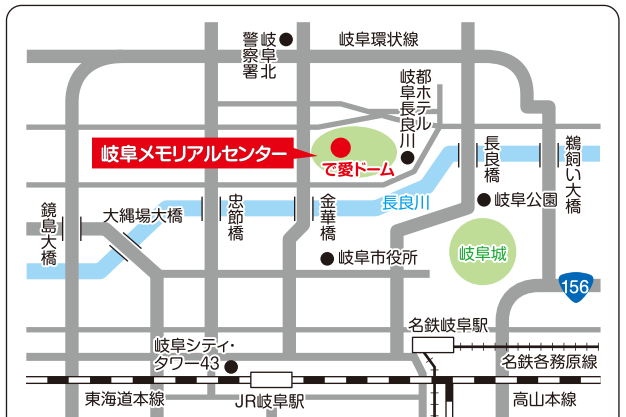 岐阜北
警察署
岐阜環状線
都ホテル
岐阜長良川
岐阜メモリアルセンター
で愛ドーム
長良橋
鵜飼い大橋
鏡島大橋
大縄場大橋
忠節橋
金華橋
長良川
岐阜公園
岐阜市役所
岐阜城
156
名鉄岐阜駅
岐阜シティ・
タワー43
名鉄各務原線
東海道本線
JR岐阜駅
高山本線